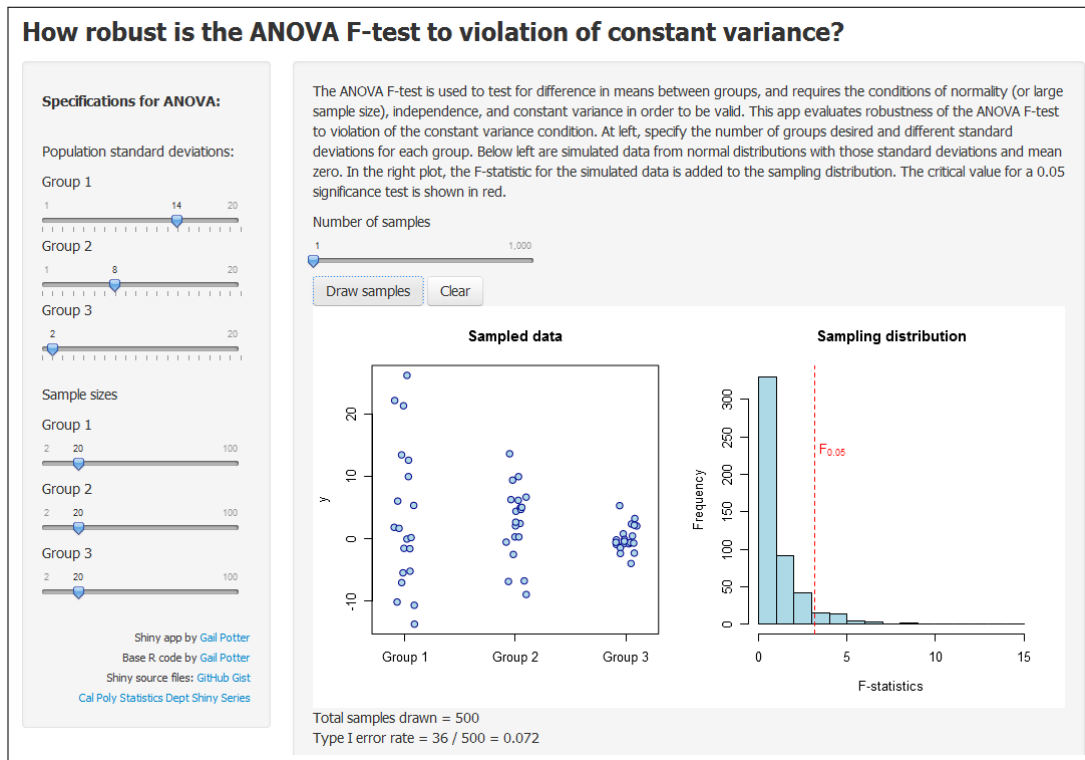 How robust is the ANOVA F-test to violation of constant variance?
Specifications for ANOVA:
Population standard deviations:
Group 1
1 14 20
Group 2
1 8 20
Group 3
2 20
Sample sizes
Group 1
2 20 100
Group 2
2 20 100
Group 3
2 20 100
Shiny app by Gail Potter
Base R code by Gail Potter
Shiny source files: GitHub Gist
Cal Poly Statistics Dept Shiny Series
The ANOVA F-test is used to test for difference in means between groups, and requires the conditions of normality (or large
sample size), independence, and constant variance in order to be valid. This app evaluates robustness of the ANOVA F-test
to violation of the constant variance condition. At left, specify the number of groups desired and different standard
deviations for each group. Below left are simulated data from normal distributions with those standard deviations and mean
zero. In the right plot, the F-statistic for the simulated data is added to the sampling distribution. The critical value for a 0.05
significance test is shown in red.
Number of samples
1 1,000
Draw samples Clear
Sampled data
y
20
10
0
-10
Group 1 Group 2 Group 3
Sampling distribution
Frequency
300
250
200
150
100
50
0
F0.05
0 5 10 15
F-statistics
Total samples drawn = 500
Type I error rate = 36 / 500 = 0.072